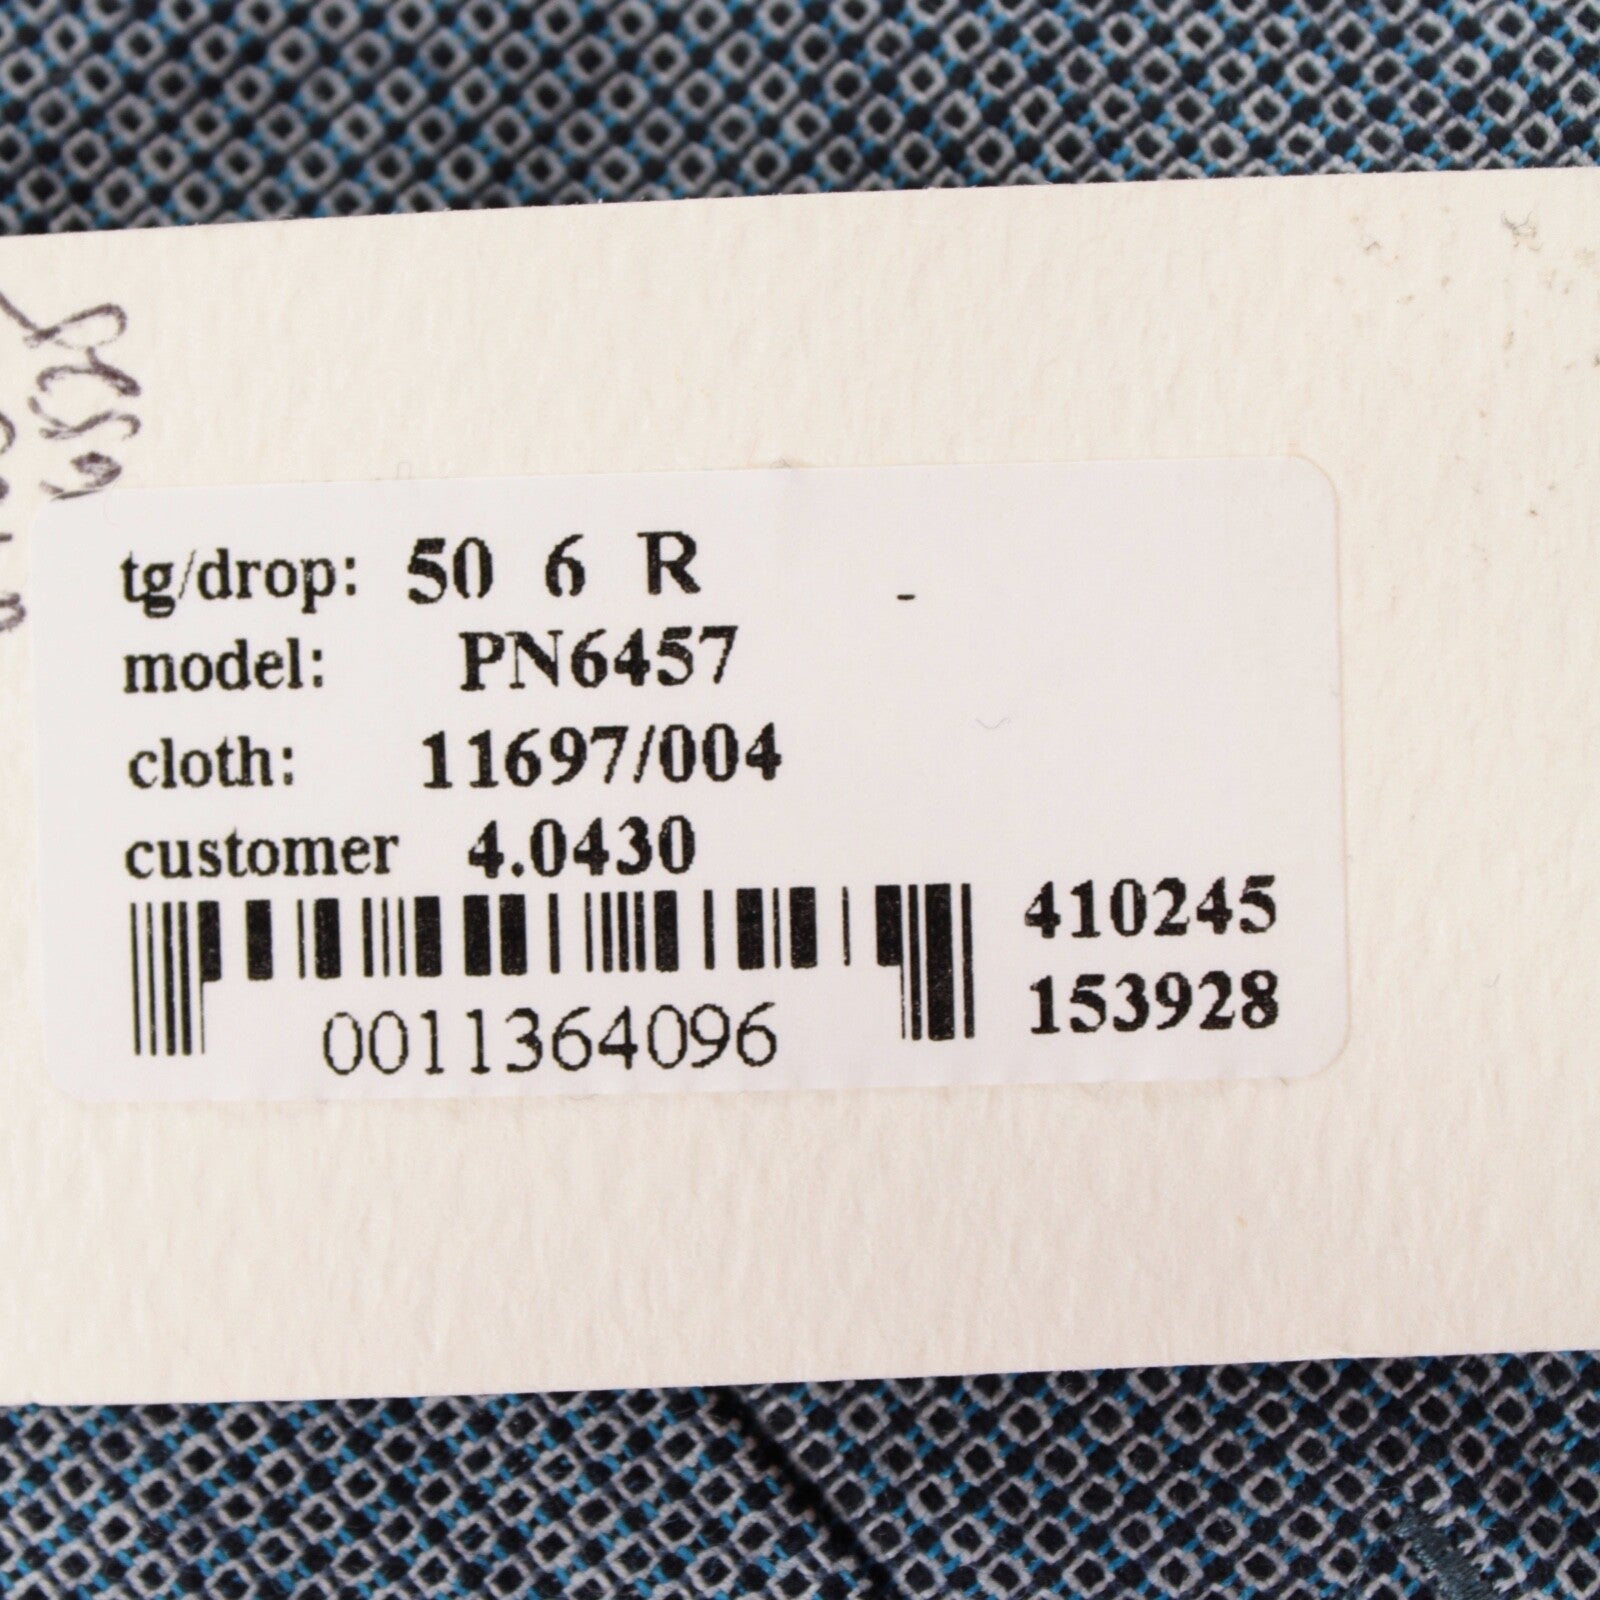 tg/drop: 50 6 R -
model: PN6457
cloth: 11697/004
customer 4.0430
410245
0011364096
153928